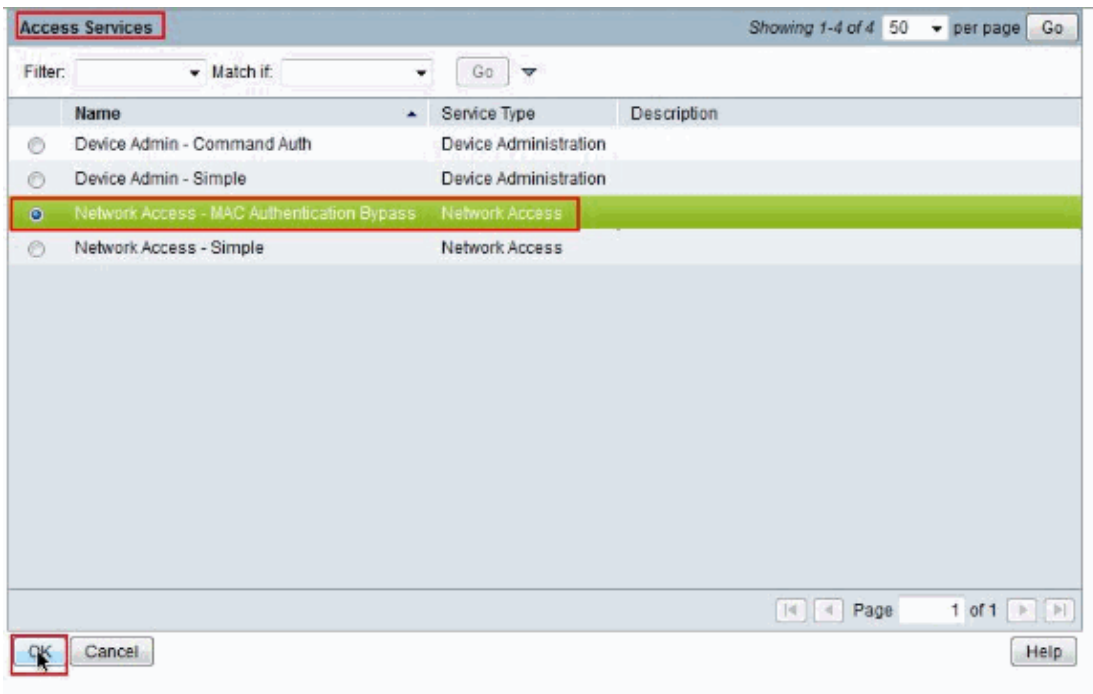 Access Services Showing 1-4 of 4 50 per page Go
Filter: Match if: Go
Name Service Type Description
Device Admin - Command Auth Device Administration
Device Admin - Simple Device Administration
Network Access - MAC Authentication Bypass Network Access
Network Access - Simple Network Access
Page 1 of 1
OK Cancel Help